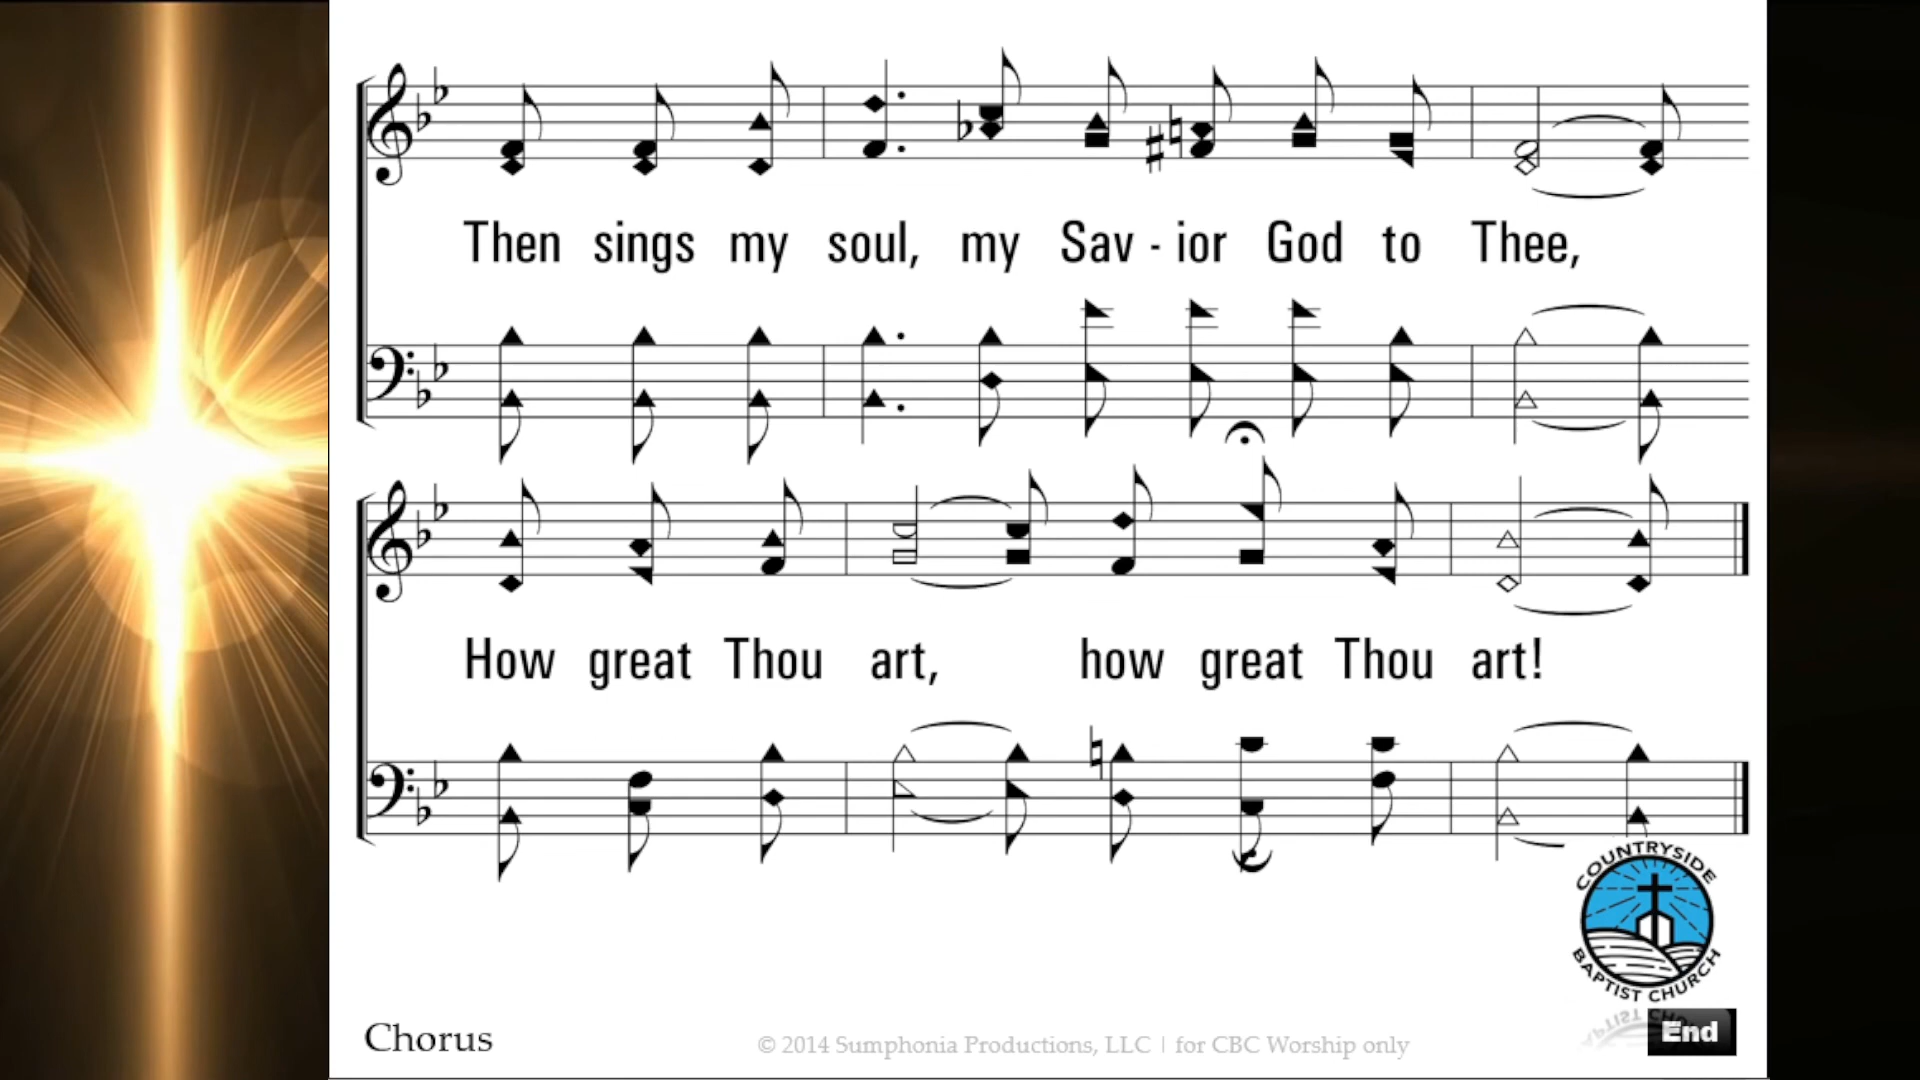 Then sings my soul, my Sav - ior God to Thee,
How great Thou art, how great Thou art!
COUNTRYSIDE
BAPTIST CHURCH
Chorus
© 2014 Sumphonia Productions, LLC | for CBC Worship only
End